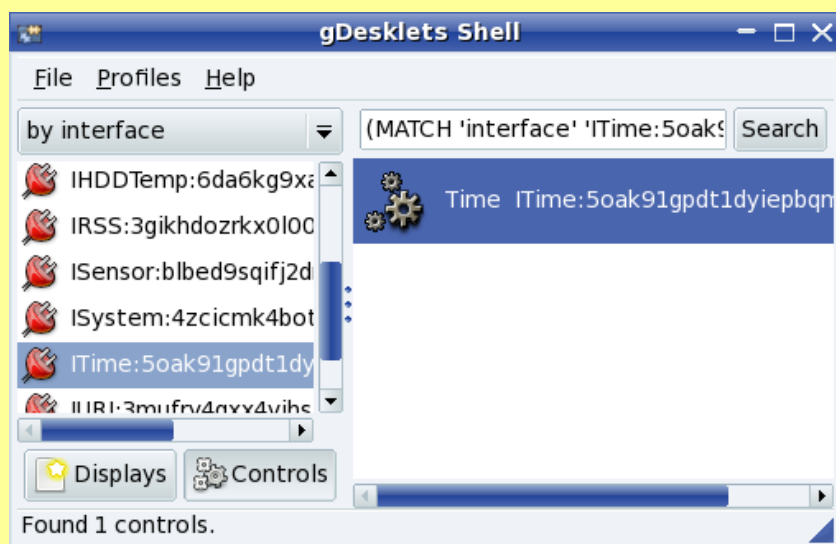 gDesklets Shell
File Profiles Help
by interface
(MATCH 'interface' 'ITime:5oak9 Search
IHDDTemp:6da6kg9xa
IRSS:3gikhdozrkx0l00
ISensor:blbed9sqifj2d
ISystem:4zcicmk4bot
ITime:5oak91gpdt1dy
Time ITime:5oak91gpdt1dyiepbqm
Displays Controls
Found 1 controls.